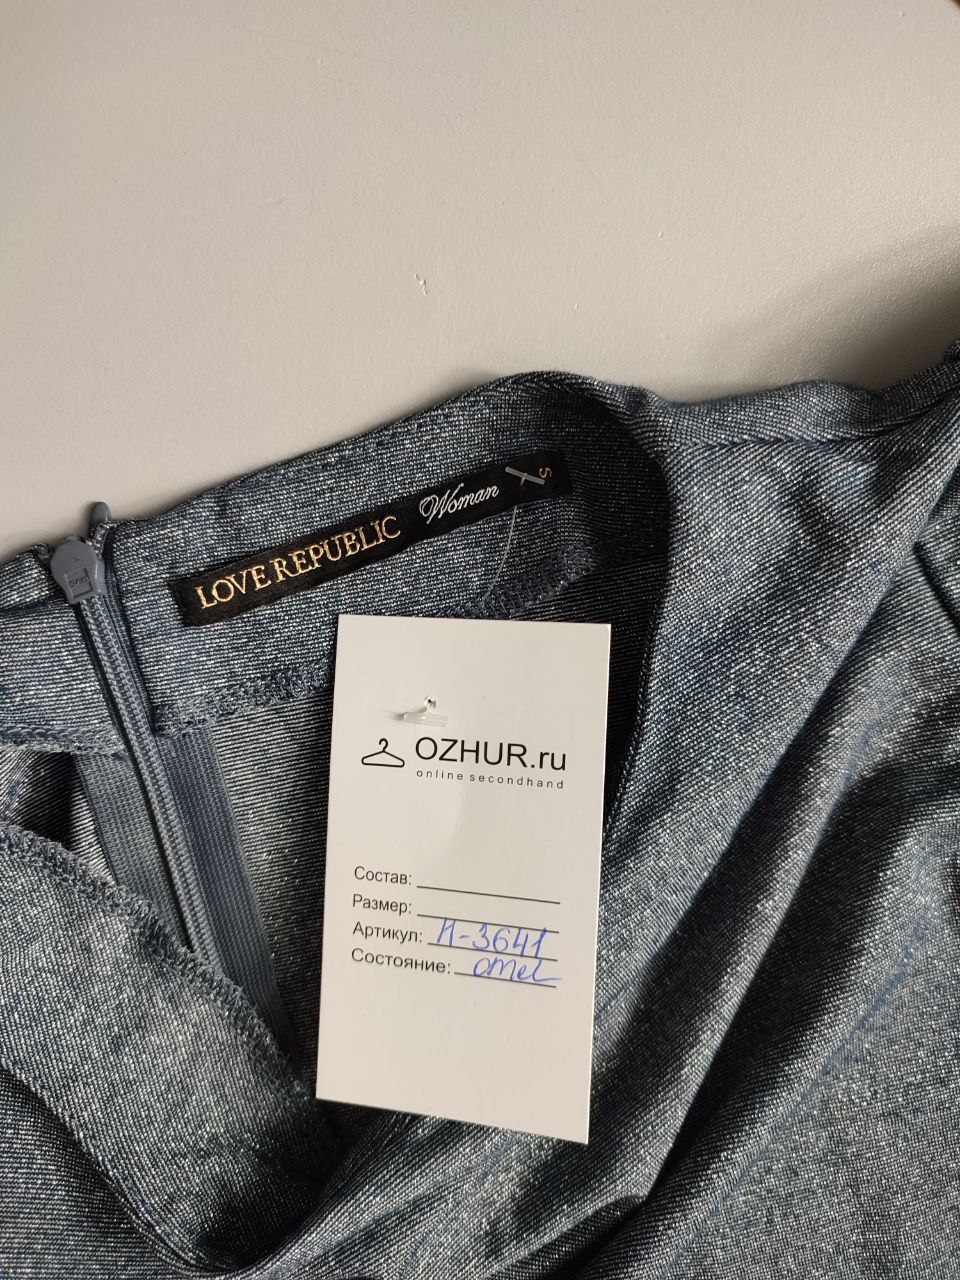 LOVE REPUBLIC Woman S
OZHUR.ru
online secondhand
Состав:
Размер:
Артикул: Л-3641
Состояние: отл